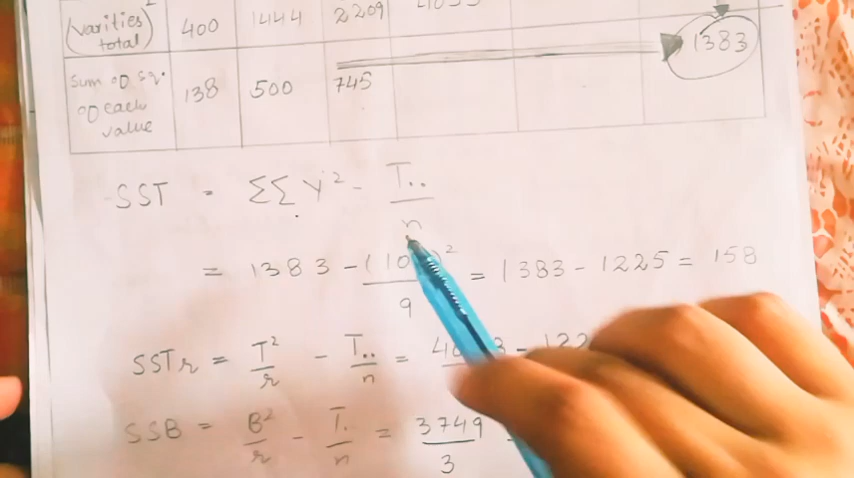 (varities total)² 400 1444 2209
1383
sum of sq. of each value 138 500 745
SST = ΣΣ Y² - T.. / n
= 1383 - (10 )² / 9 = 1383 - 1225 = 158
SSTr = T² / r - T.. / n = -
SSB = B² / r - T. / n = 3749 / 3